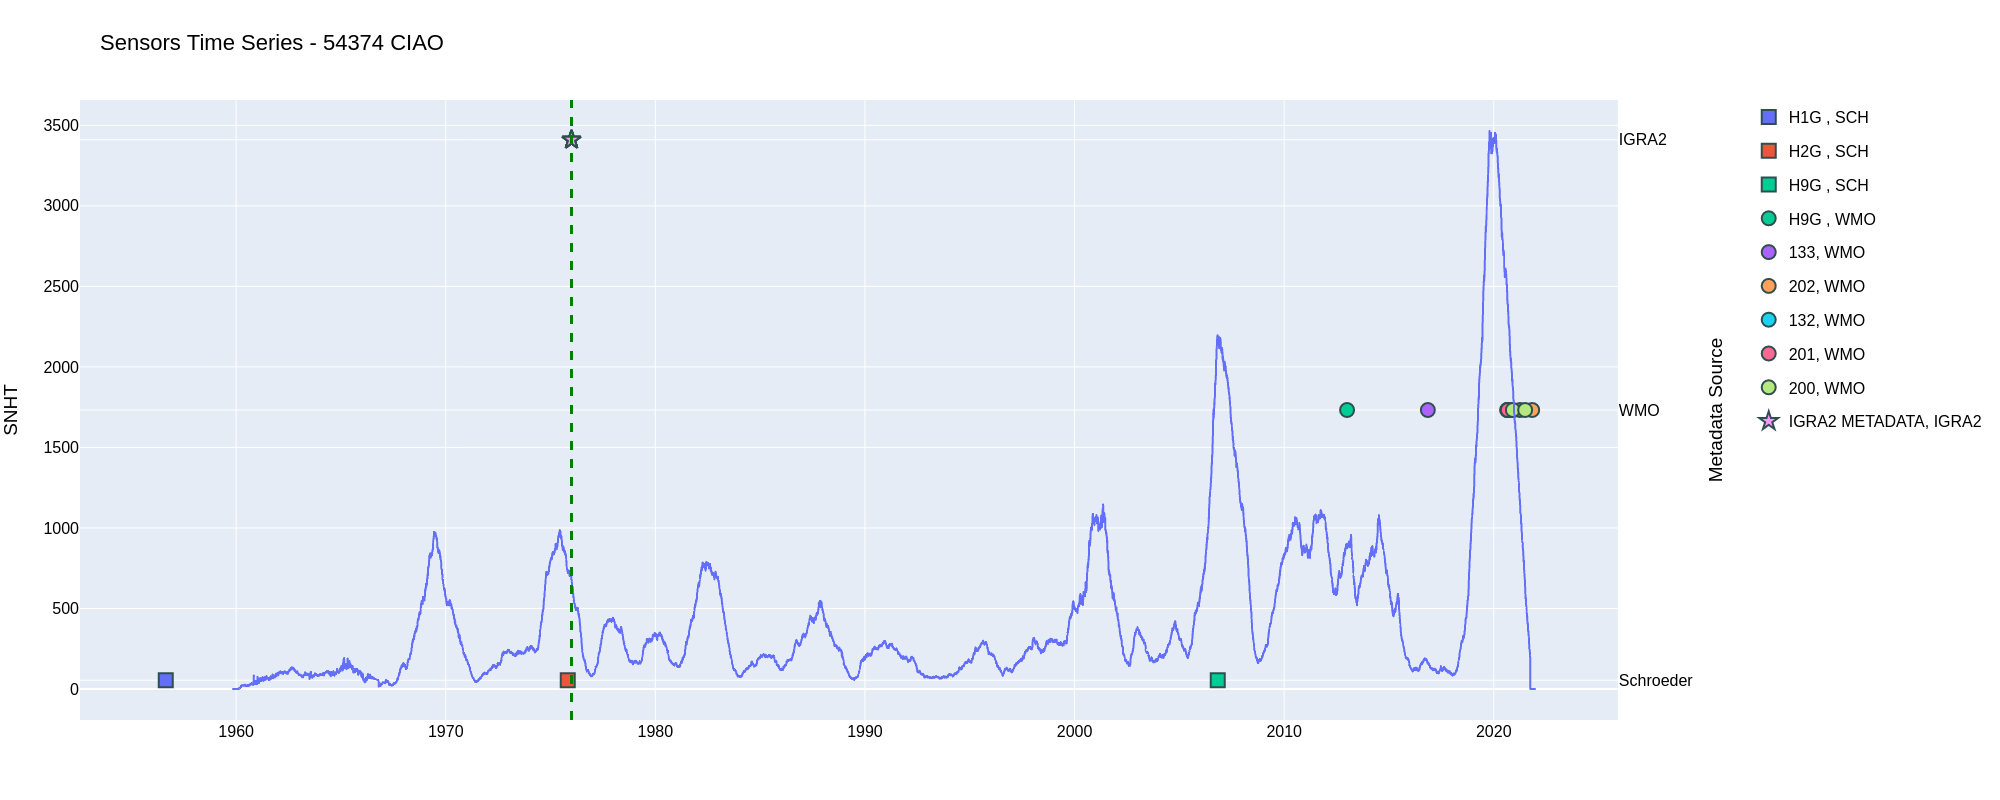 Sensors Time Series - 54374 CIAO
SNHT
3500
3000
2500
2000
1500
1000
500
0
1960
1970
1980
1990
2000
2010
2020
IGRA2
WMO
Schroeder
Metadata Source
H1G , SCH
H2G , SCH
H9G , SCH
H9G , WMO
133, WMO
202, WMO
132, WMO
201, WMO
200, WMO
IGRA2 METADATA, IGRA2